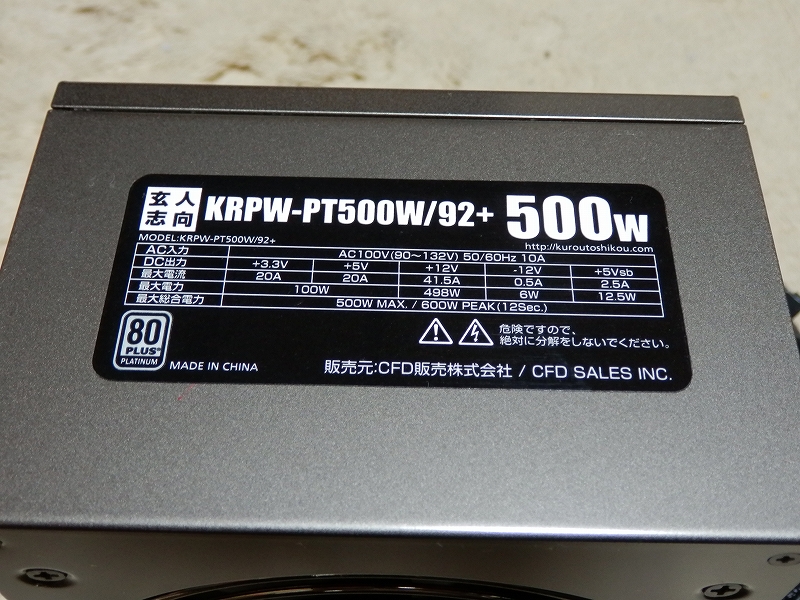 玄人
志向
KRPW-PT500W/92+ 500W
http://kuroutoshikou.com
MODEL:KRPW-PT500W/92+
AC入力 AC100V(90～132V) 50/60Hz 10A
DC出力 +3.3V +5V +12V -12V +5Vsb
最大電流 20A 20A 41.5A 0.5A 2.5A
最大電力 100W 498W 6W 12.5W
最大総合電力 500W MAX. / 600W PEAK(12Sec.)
80
PLUS
PLATINUM
MADE IN CHINA
危険ですので、
絶対に分解をしないでください。
販売元:CFD販売株式会社 / CFD SALES INC.